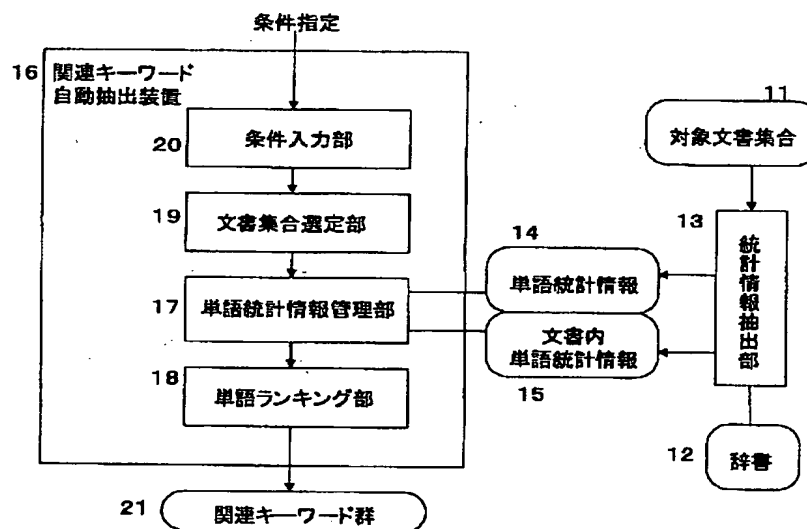 条件指定
16
関連キーワード
自動抽出装置
20
条件入力部
19
文書集合選定部
17
単語統計情報管理部
18
単語ランキング部
21
関連キーワード群
11
対象文書集合
13
統計情報抽出部
14
単語統計情報
文書内
単語統計情報
15
12
辞書